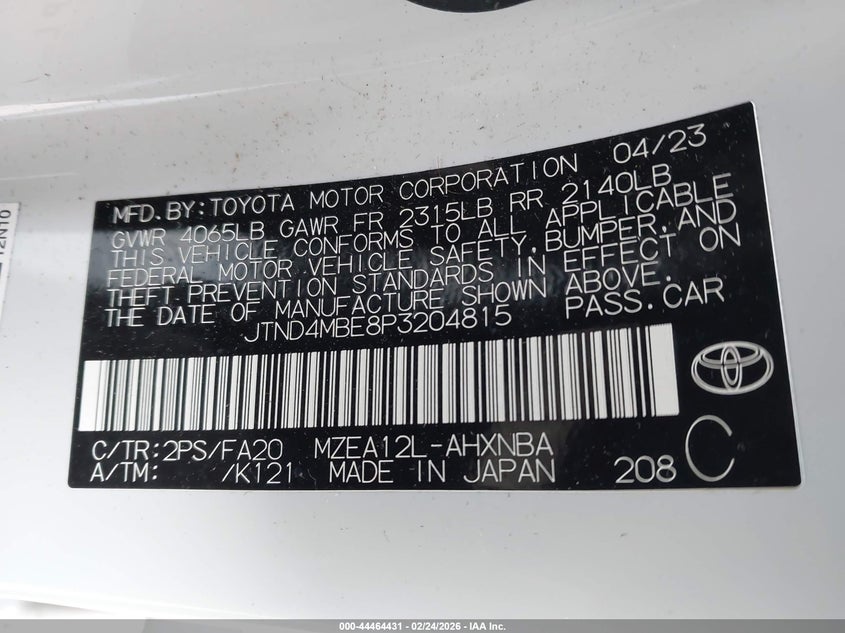 MFD. BY: TOYOTA MOTOR CORPORATION 04/23
GVWR 4065LB GAWR FR 2315LB RR 2140LB
THIS VEHICLE CONFORMS TO ALL APPLICABLE
FEDERAL MOTOR VEHICLE SAFETY, BUMPER, AND
THEFT PREVENTION STANDARDS IN EFFECT ON
THE DATE OF MANUFACTURE SHOWN ABOVE.
JTND4MBE8P3204815 PASS. CAR
C/TR: 2PS/FA20 MZEA12L-AHXNBA
A/TM: /K121 MADE IN JAPAN 208 C
12N10
000-44464431 - 02/24/2026 - IAA Inc.